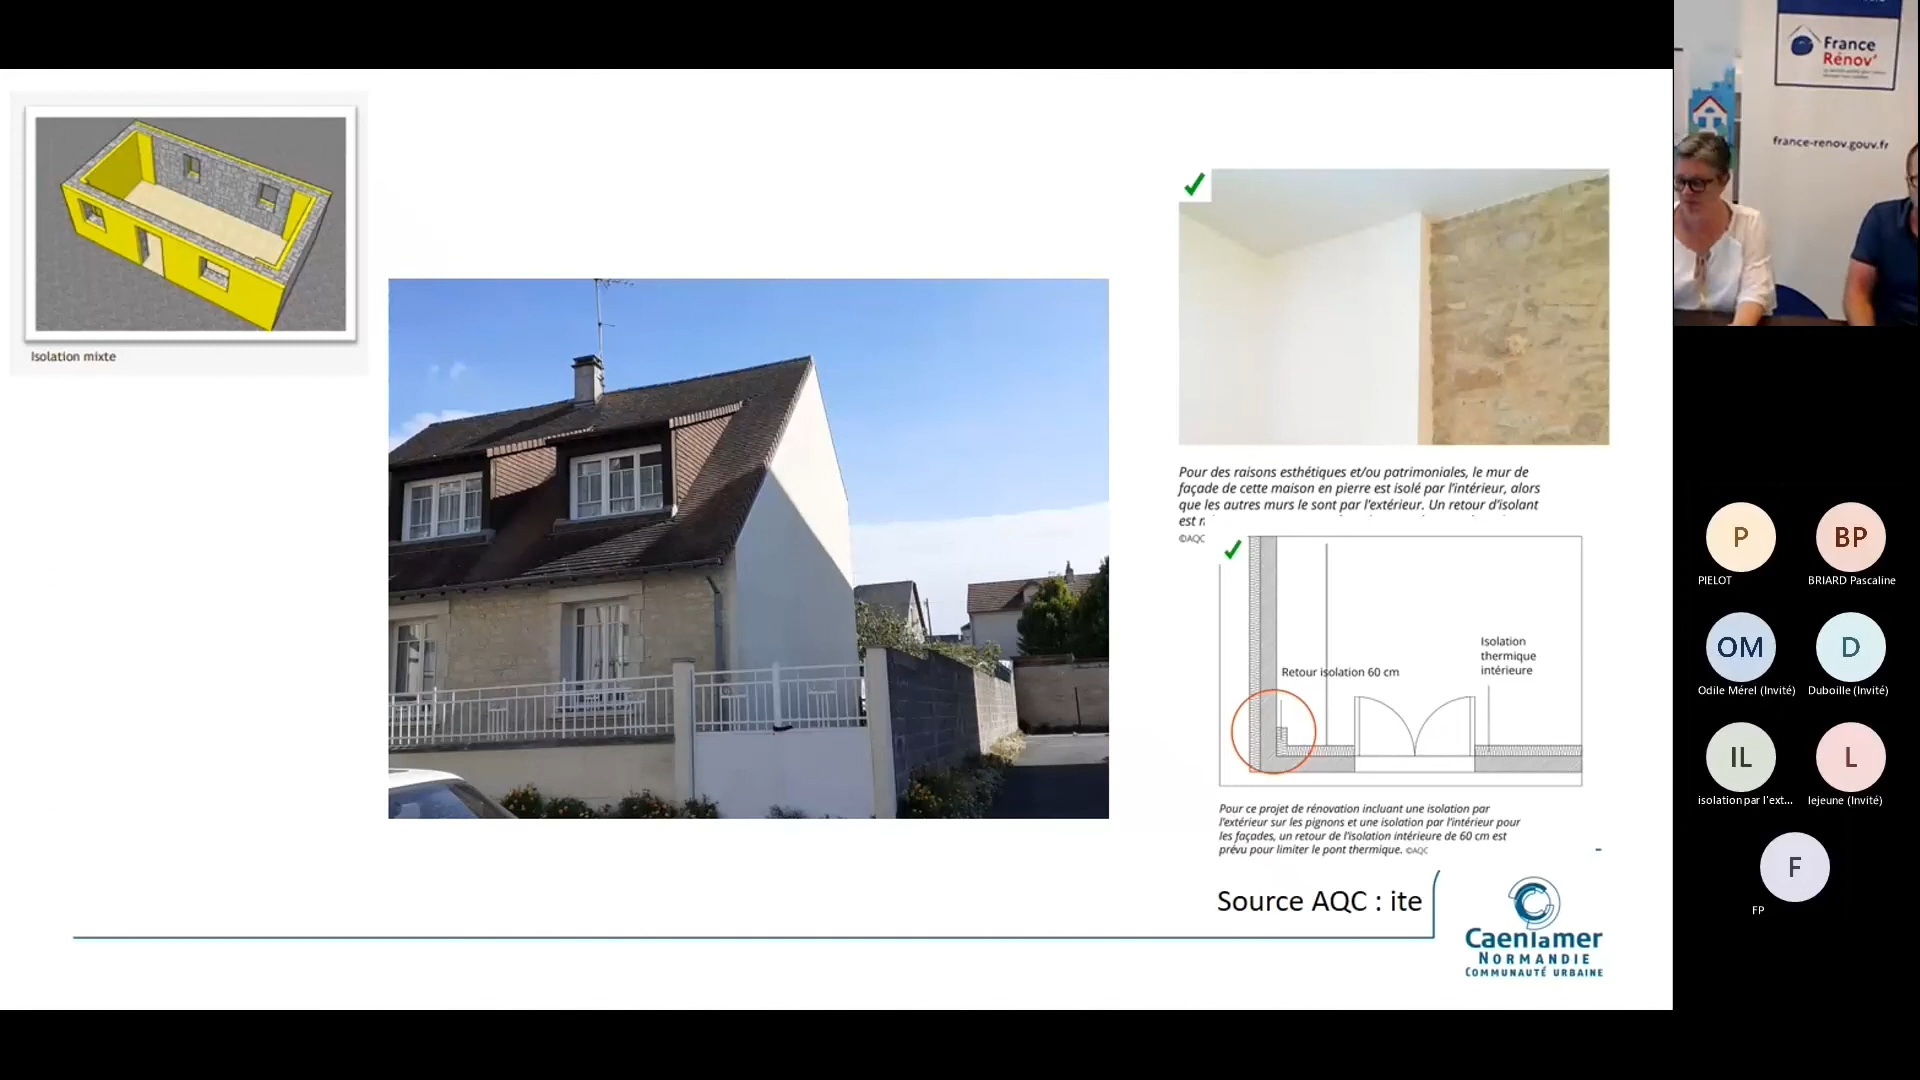 Isolation mixte
Pour des raisons esthétiques et/ou patrimoniales, le mur de
façade de cette maison en pierre est isolé par l'intérieur, alors
que les autres murs le sont par l'extérieur. Un retour d'isolant
est
©AQC
Retour isolation 60 cm
Isolation
thermique
intérieure
Pour ce projet de rénovation incluant une isolation par
l'extérieur sur les pignons et une isolation par l'intérieur pour
les façades, un retour de l'isolation intérieure de 60 cm est
prévu pour limiter le pont thermique. ©AQC
Source AQC : ite
Caenlamer
NORMANDIE
COMMUNAUTÉ URBAINE
France
Rénov'
france-renov.gouv.fr
P
PIELOT
BP
BRIARD Pascaline
OM
Odile Mérel (Invité)
D
Duboille (Invité)
IL
isolation par l'ext...
L
lejeune (Invité)
F
FP